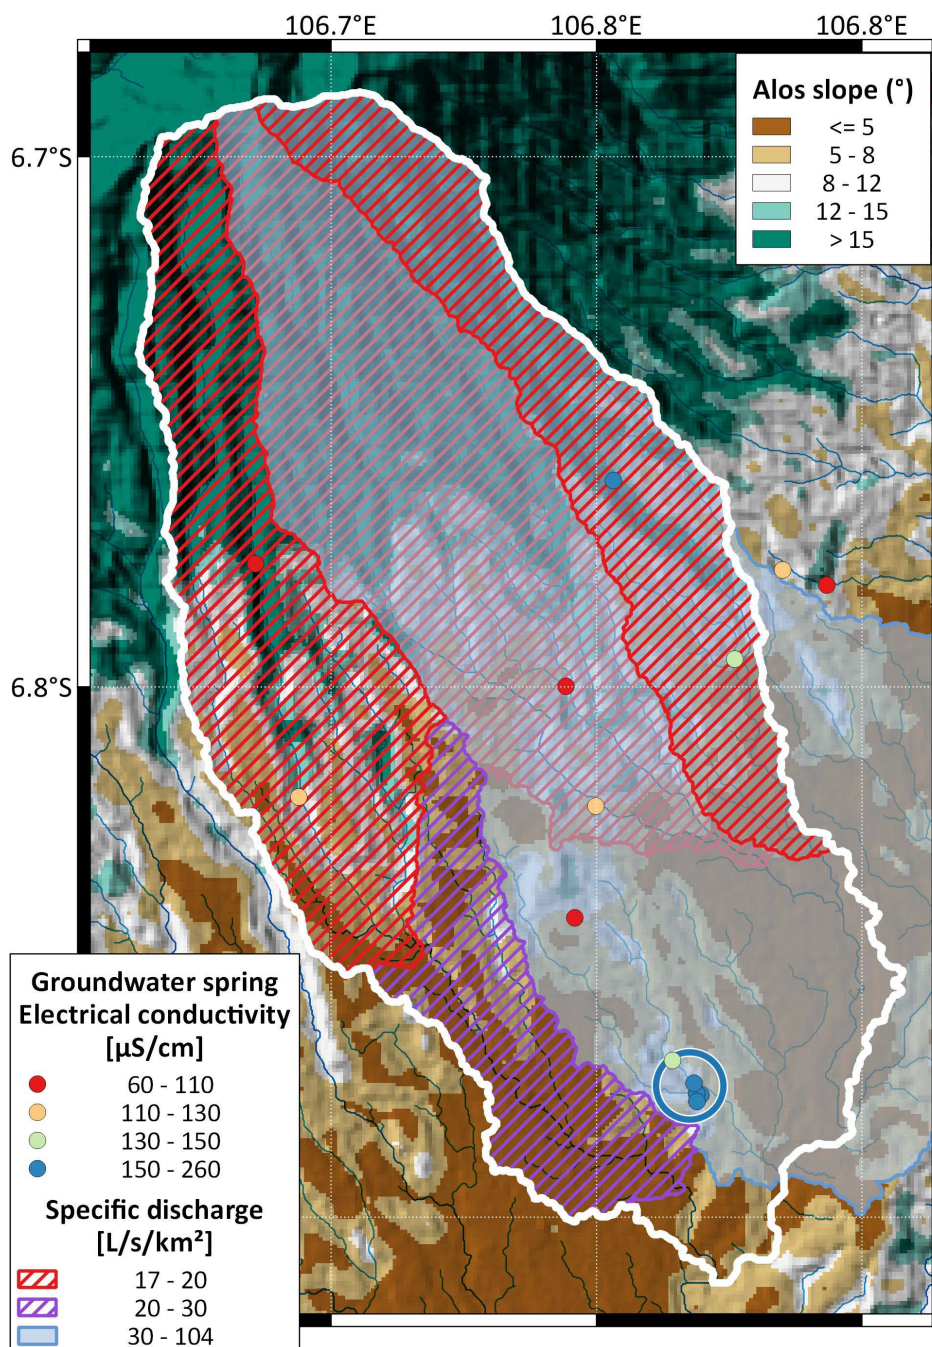 106.7°E 106.8°E 106.8°E
Alos slope (°)
<= 5
5 - 8
8 - 12
12 - 15
> 15
6.7°S
6.8°S
Groundwater spring
Electrical conductivity
[µS/cm]
60 - 110
110 - 130
130 - 150
150 - 260
Specific discharge
[L/s/km²]
17 - 20
20 - 30
30 - 104